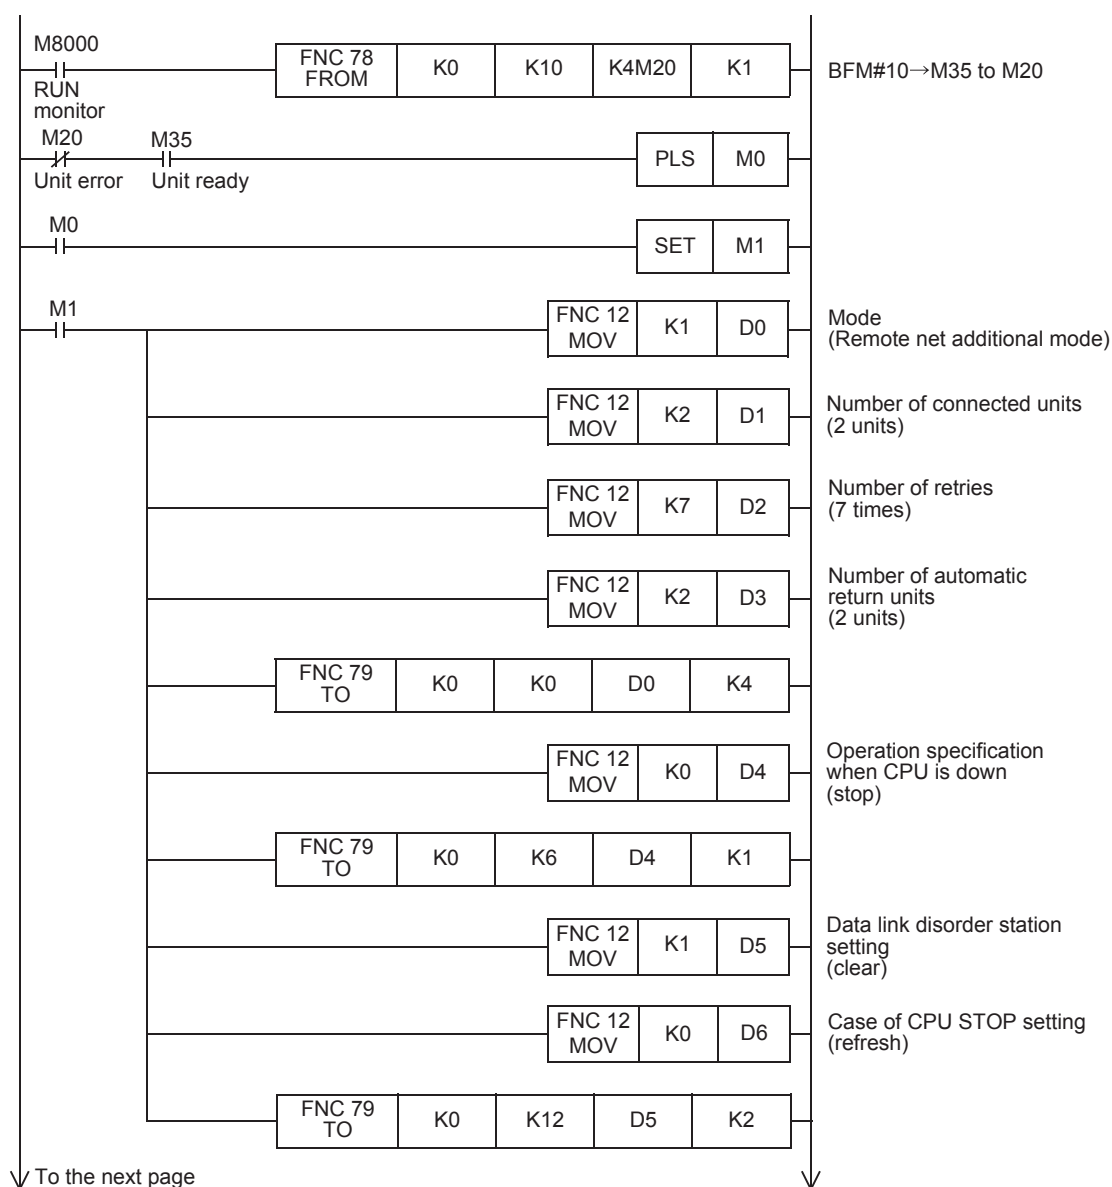 M8000
RUN
monitor
FNC 78
FROM
K0
K10
K4M20
K1
BFM#10→M35 to M20
M20
Unit error
M35
Unit ready
PLS
M0
M0
SET
M1
M1
FNC 12
MOV
K1
D0
Mode
(Remote net additional mode)
FNC 12
MOV
K2
D1
Number of connected units
(2 units)
FNC 12
MOV
K7
D2
Number of retries
(7 times)
FNC 12
MOV
K2
D3
Number of automatic
return units
(2 units)
FNC 79
TO
K0
K0
D0
K4
FNC 12
MOV
K0
D4
Operation specification
when CPU is down
(stop)
FNC 79
TO
K0
K6
D4
K1
FNC 12
MOV
K1
D5
Data link disorder station
setting
(clear)
FNC 12
MOV
K0
D6
Case of CPU STOP setting
(refresh)
FNC 79
TO
K0
K12
D5
K2
To the next page